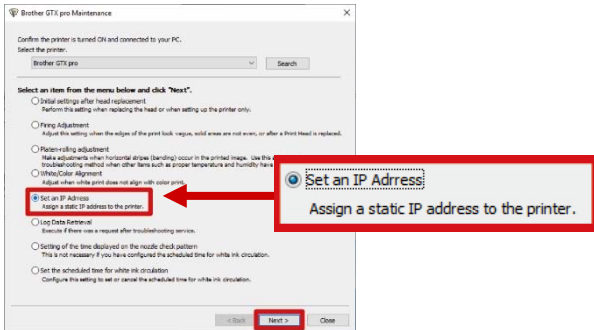 Brother GTX pro Maintenance
Confirm the printer is turned ON and connected to your PC.
Select the printer.
Brother GTX pro
Search
Select an item from the menu below and click "Next".
Initial settings after head replacement
Perform this setting when replacing the head or when setting up the printer only.
Firing Adjustment
Adjust this setting when the edges of the print look vague, solid areas are not even, or after a Print Head is replaced.
Platen-rolling adjustment
Make adjustments when horizontal stripes (banding) occur in the printed image. Use this
troubleshooting method when other items such as proper temperature and humidity have
White/Color Alignment
Adjust when white print does not align with color print.
Set an IP Adrress
Assign a static IP address to the printer.
Set an IP Adrress
Assign a static IP address to the printer.
Log Data Retrieval
Execute if there was a request after troubleshooting service.
Setting of the time displayed on the nozzle check pattern
This is not necessary if you have configured the scheduled time for white ink circulation.
Set the scheduled time for white ink circulation
Configure this setting to set or cancel the scheduled time for white ink circulation.
< Back
Next >
Close